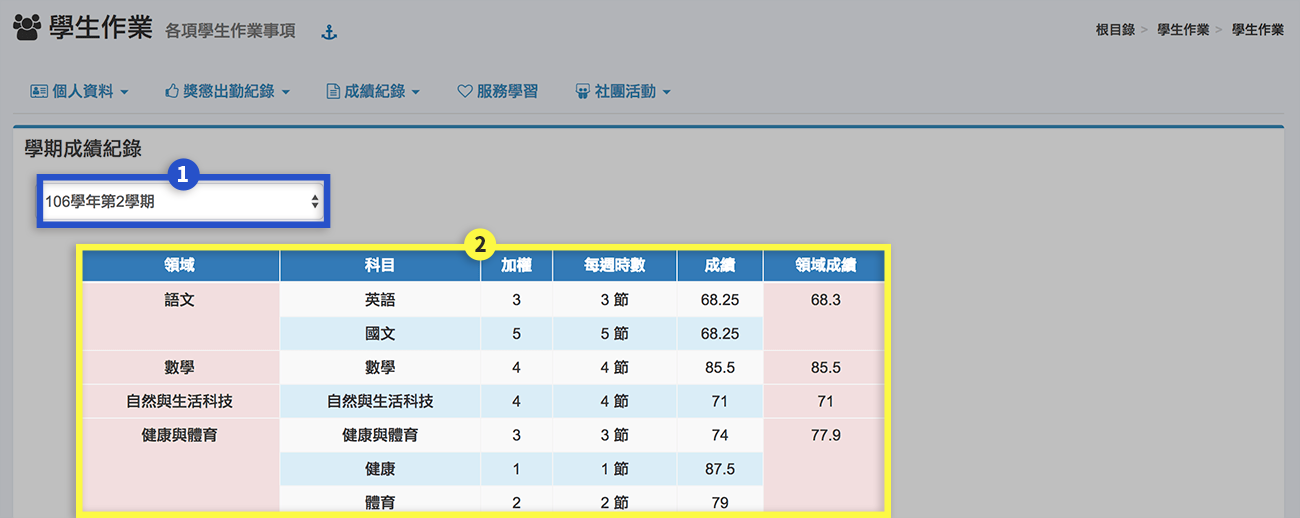 學生作業 各項學生作業事項
根目錄 > 學生作業 > 學生作業
個人資料 獎懲出勤紀錄 成績紀錄 服務學習 社團活動
學期成績紀錄
1
106學年第2學期
2
領域 科目 加權 每週時數 成績 領域成績
語文 英語 3 3 節 68.25 68.3
國文 5 5 節 68.25
數學 數學 4 4 節 85.5 85.5
自然與生活科技 自然與生活科技 4 4 節 71 71
健康與體育 健康與體育 3 3 節 74 77.9
健康 1 1 節 87.5
體育 2 2 節 79